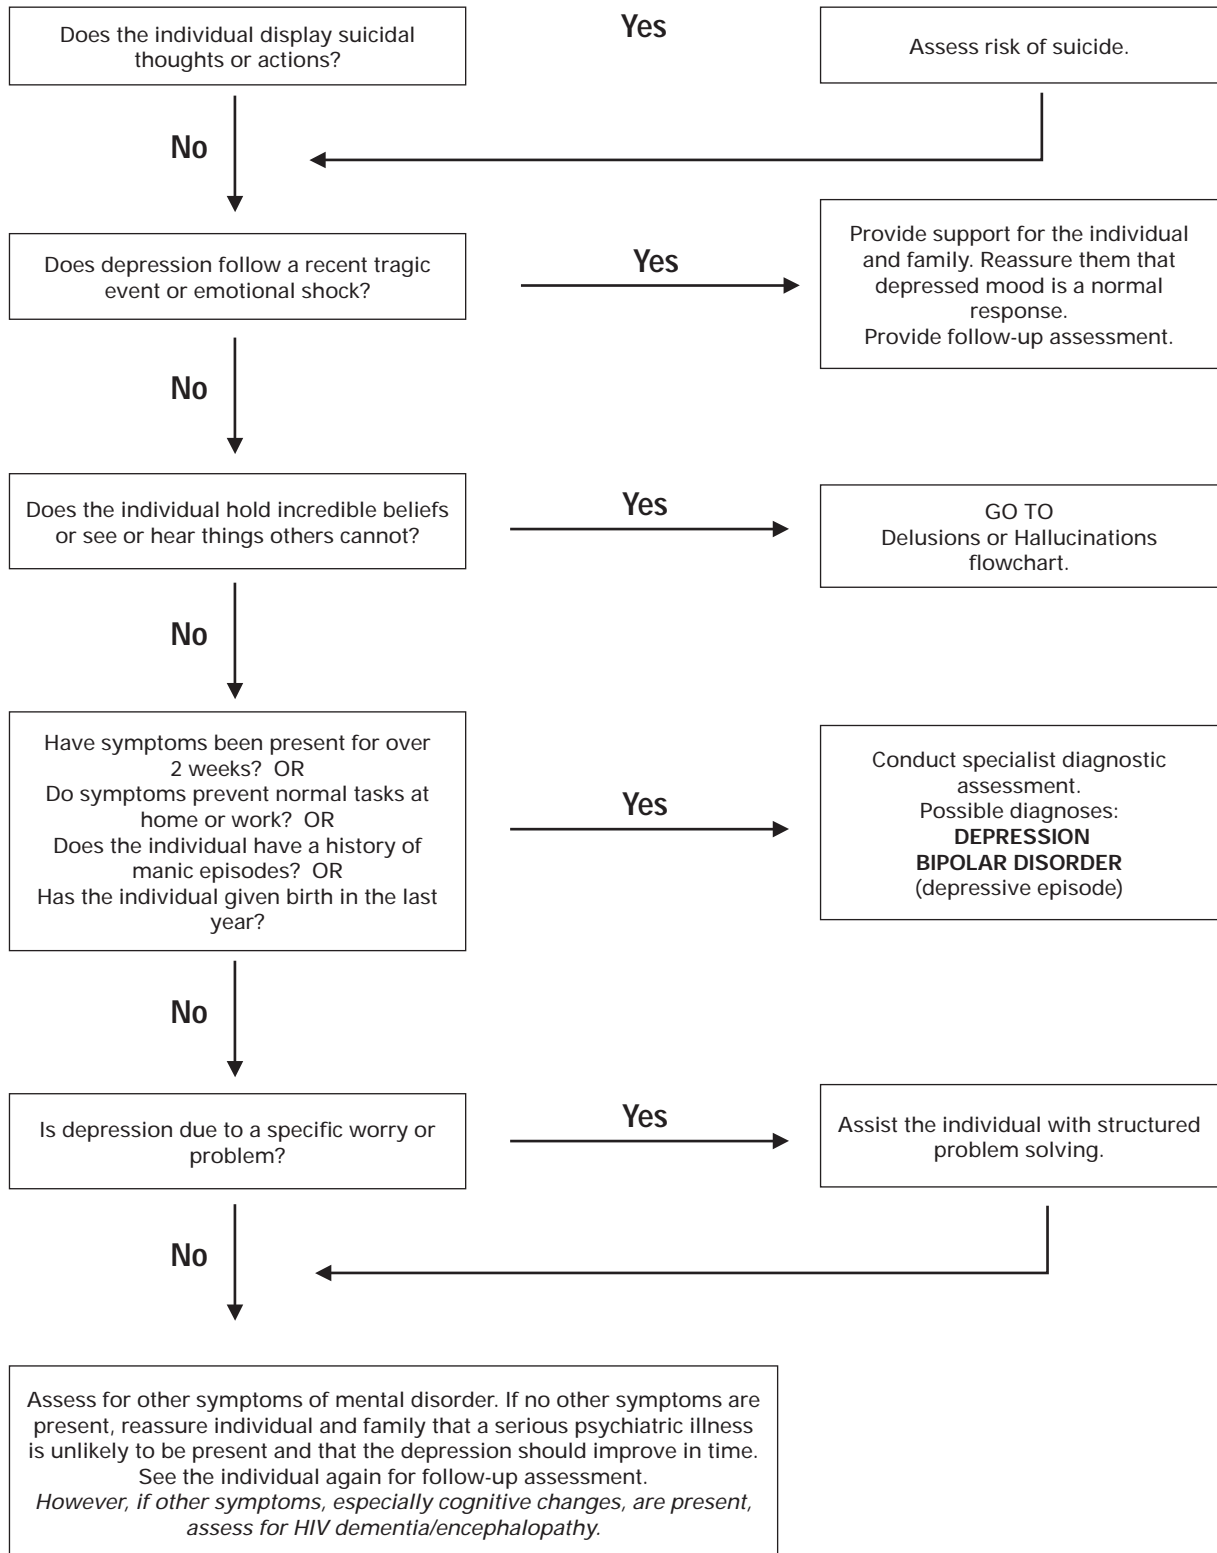 Does the individual display suicidal
thoughts or actions?
Yes
Assess risk of suicide.
No
Does depression follow a recent tragic
event or emotional shock?
Yes
Provide support for the individual
and family. Reassure them that
depressed mood is a normal
response.
Provide follow-up assessment.
No
Does the individual hold incredible beliefs
or see or hear things others cannot?
Yes
GO TO
Delusions or Hallucinations
flowchart.
No
Have symptoms been present for over
2 weeks?  OR
Do symptoms prevent normal tasks at
home or work?  OR
Does the individual have a history of
manic episodes?  OR
Has the individual given birth in the last
year?
Yes
Conduct specialist diagnostic
assessment.
Possible diagnoses:
DEPRESSION
BIPOLAR DISORDER
(depressive episode)
No
Is depression due to a specific worry or
problem?
Yes
Assist the individual with structured
problem solving.
No
Assess for other symptoms of mental disorder. If no other symptoms are
present, reassure individual and family that a serious psychiatric illness
is unlikely to be present and that the depression should improve in time.
See the individual again for follow-up assessment.
However, if other symptoms, especially cognitive changes, are present,
assess for HIV dementia/encephalopathy.